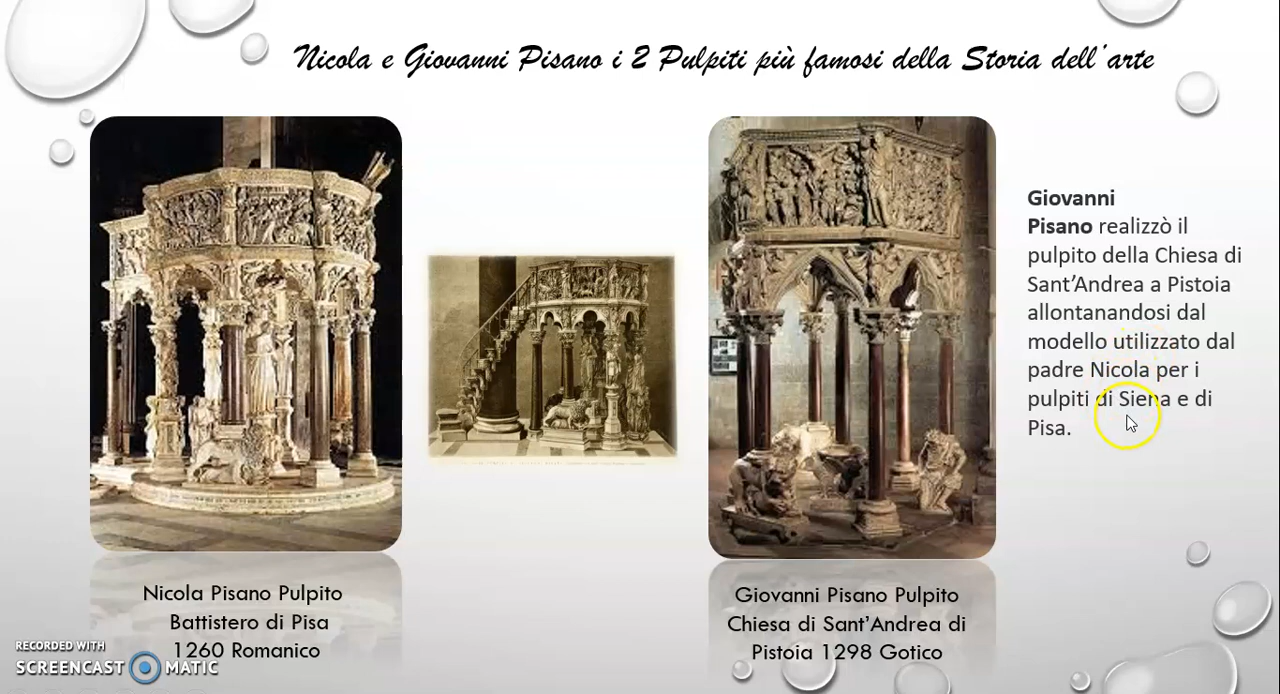 Nicola e Giovanni Pisano i 2 Pulpiti più famosi della Storia dell'arte
Giovanni
Pisano realizzò il
pulpito della Chiesa di
Sant'Andrea a Pistoia
allontanandosi dal
modello utilizzato dal
padre Nicola per i
pulpiti di Siena e di
Pisa.
Nicola Pisano Pulpito
Battistero di Pisa
1260 Romanico
Giovanni Pisano Pulpito
Chiesa di Sant'Andrea di
Pistoia 1298 Gotico
RECORDED WITH
SCREENCAST MATIC